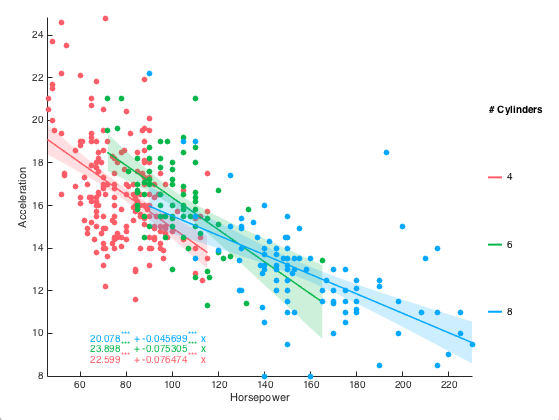 24
22
20
18
16
14
12
10
8
Acceleration
60 80 100 120 140 160 180 200 220
Horsepower
# Cylinders
4
6
8
20.078*** + -0.045699*** x
23.898*** + -0.075305*** x
22.599*** + -0.076474*** x